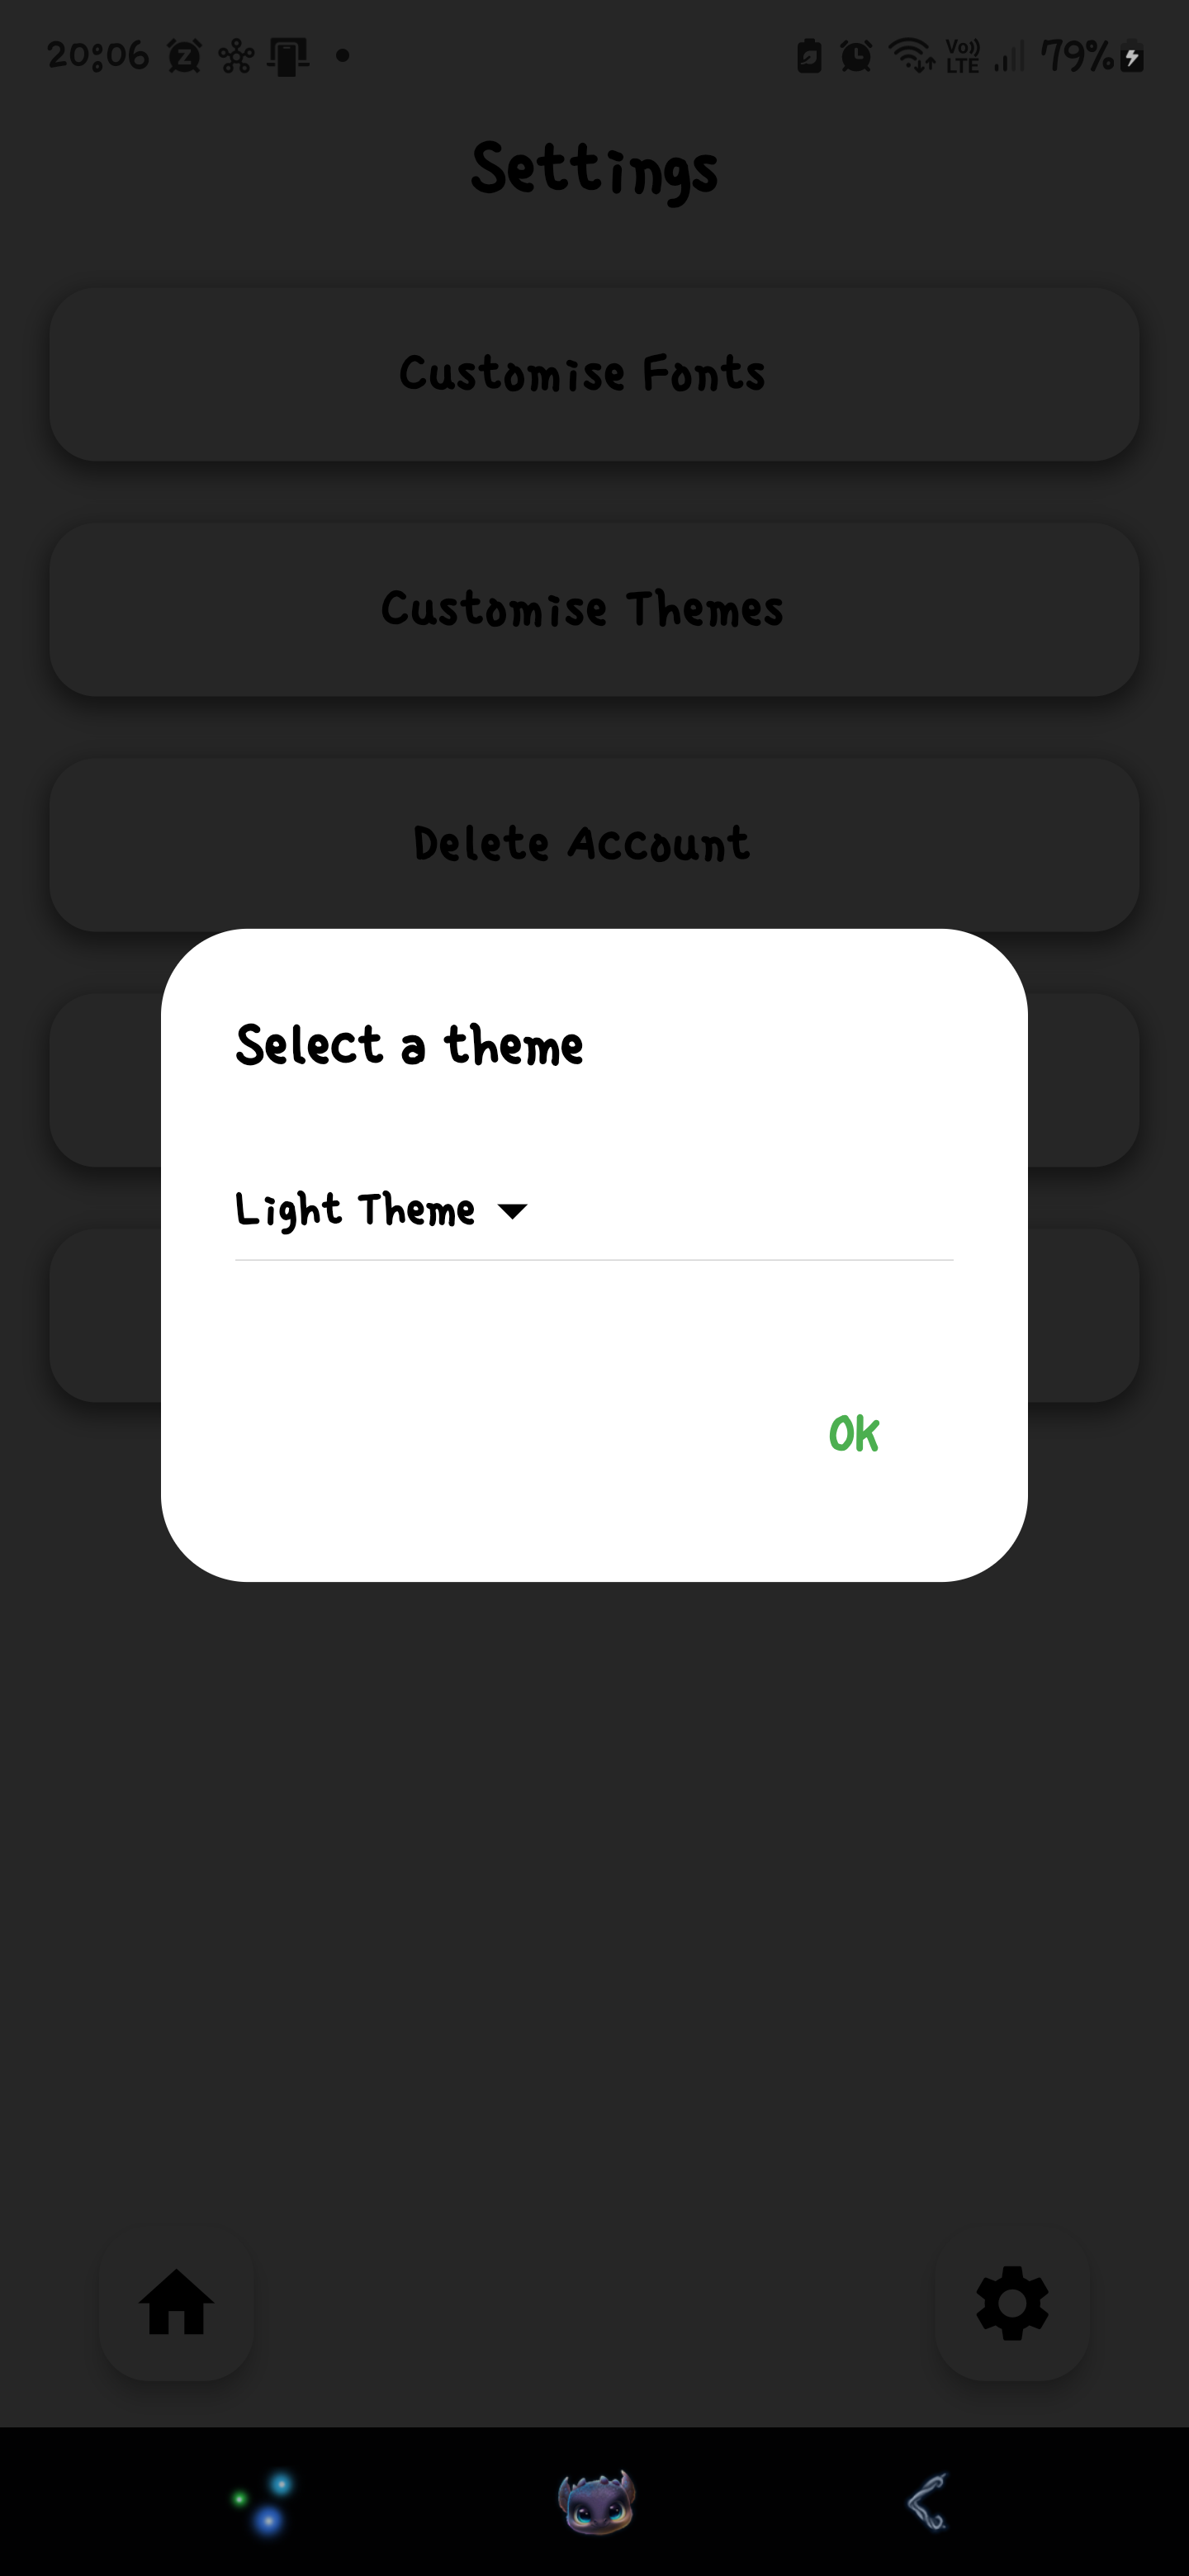 20:06 Vo)) LTE 79%
Settings
Customise Fonts
Customise Themes
Delete Account
Select a theme
Light Theme
OK